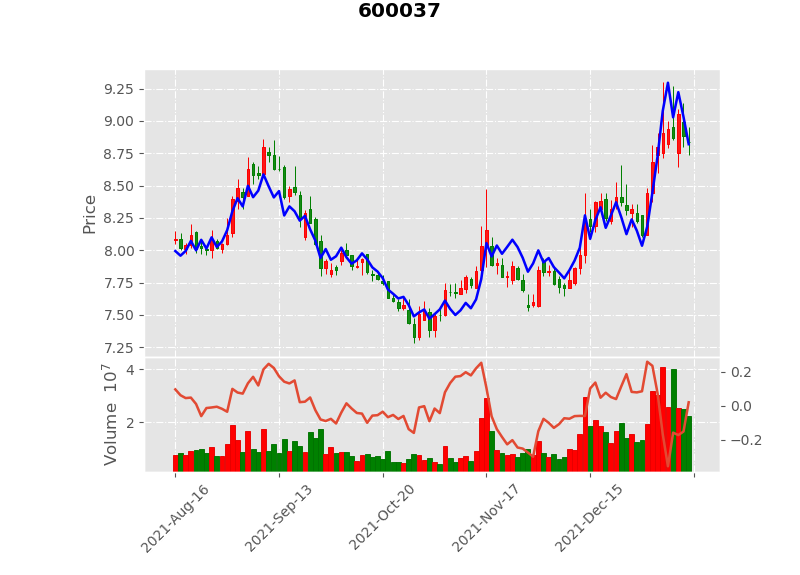 600037
Price
9.25
9.00
8.75
8.50
8.25
8.00
7.75
7.50
7.25
Volume 10^7
4
2
0.2
0.0
−0.2
2021-Aug-16
2021-Sep-13
2021-Oct-20
2021-Nov-17
2021-Dec-15